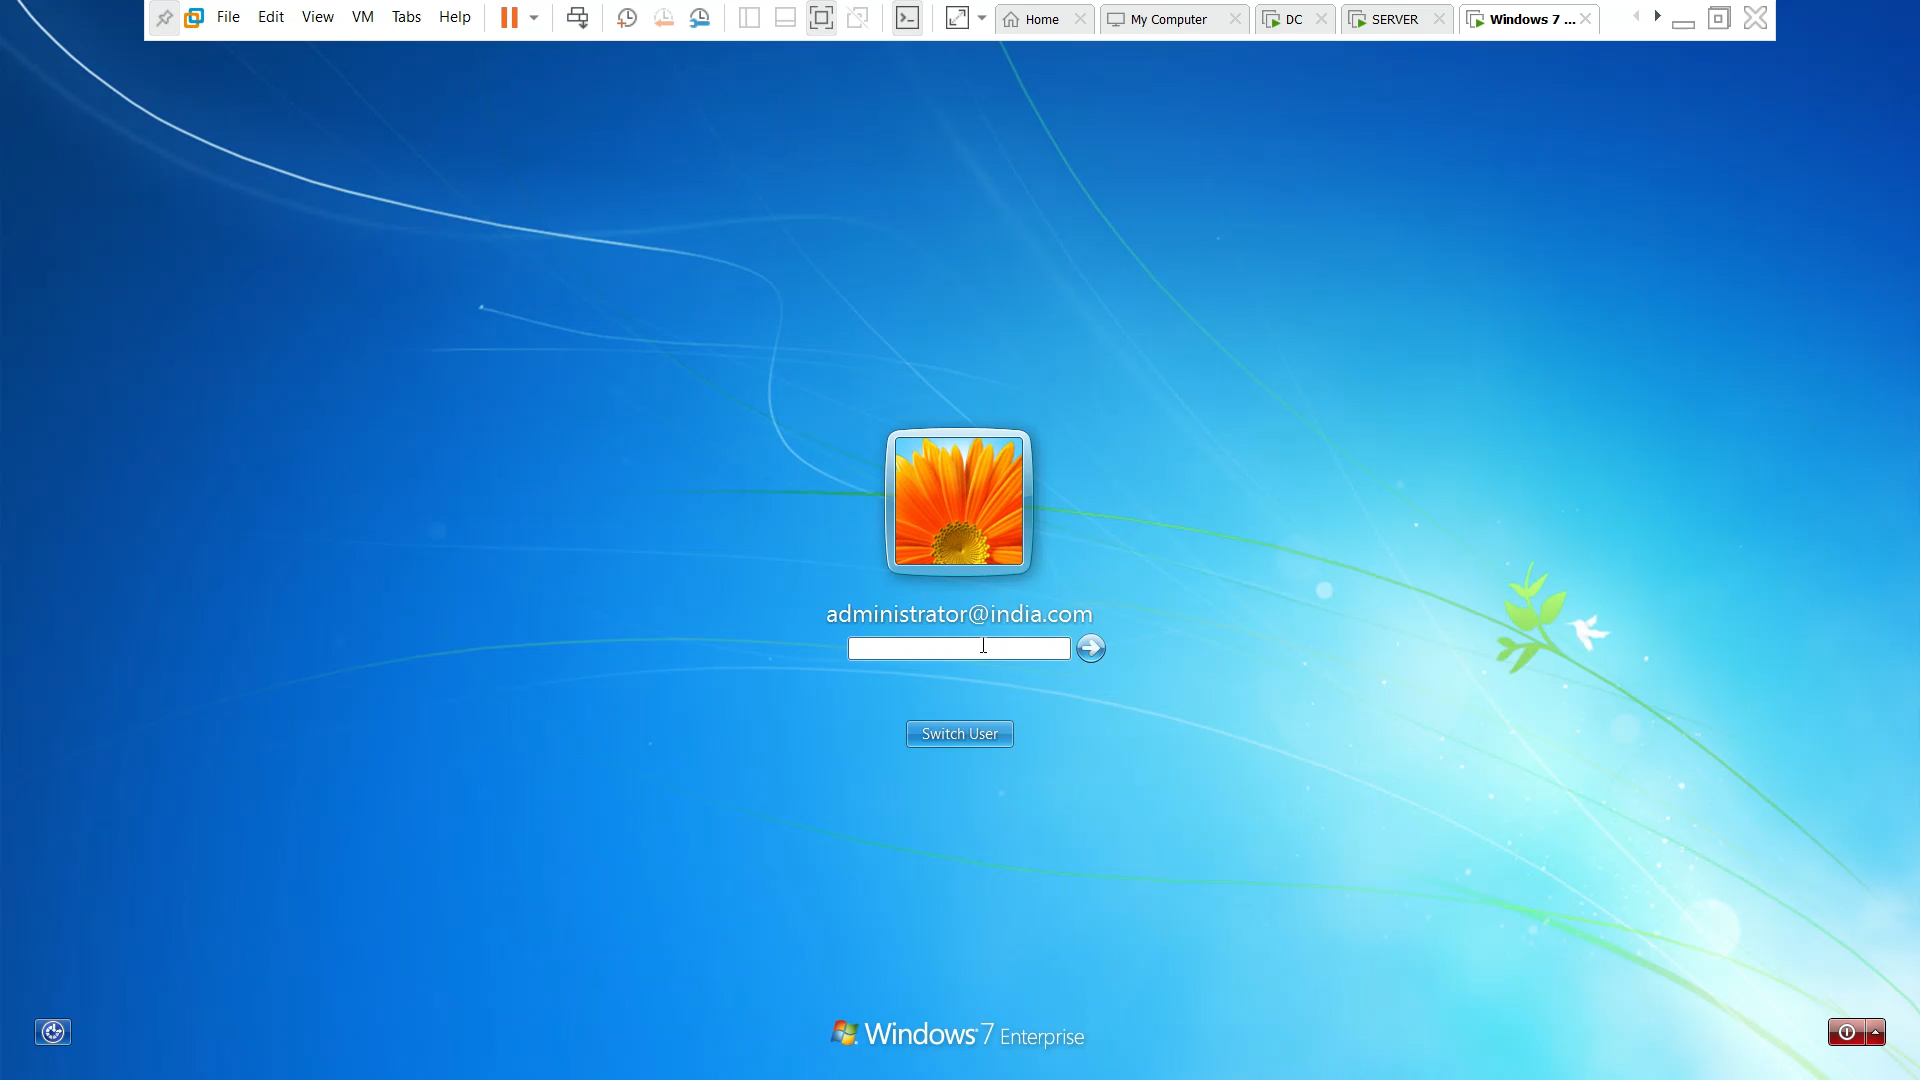 File Edit View VM Tabs Help Home My Computer DC SERVER Windows 7 ...
administrator@india.com
Switch User
Windows 7 Enterprise